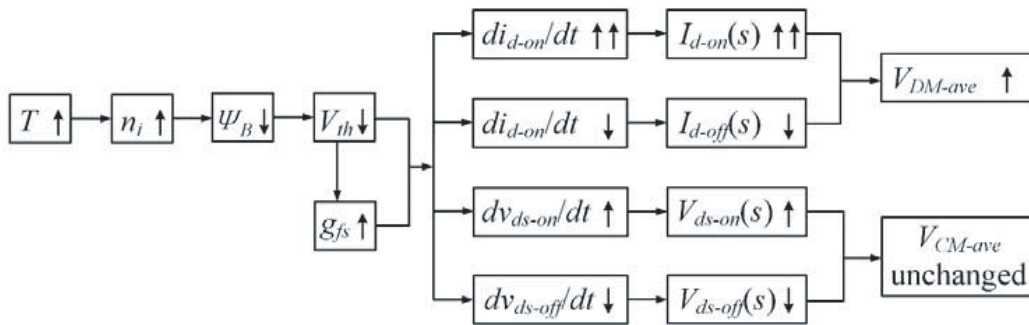 T ↑
n_i ↑
Ψ_B ↓
V_th ↓
g_fs ↑
di_d-on/dt ↑↑
I_d-on(s) ↑↑
di_d-on/dt ↓
I_d-off(s) ↓
V_DM-ave ↑
dv_ds-on/dt ↑
V_ds-on(s) ↑
dv_ds-off/dt ↓
V_ds-off(s) ↓
V_CM-ave
unchanged